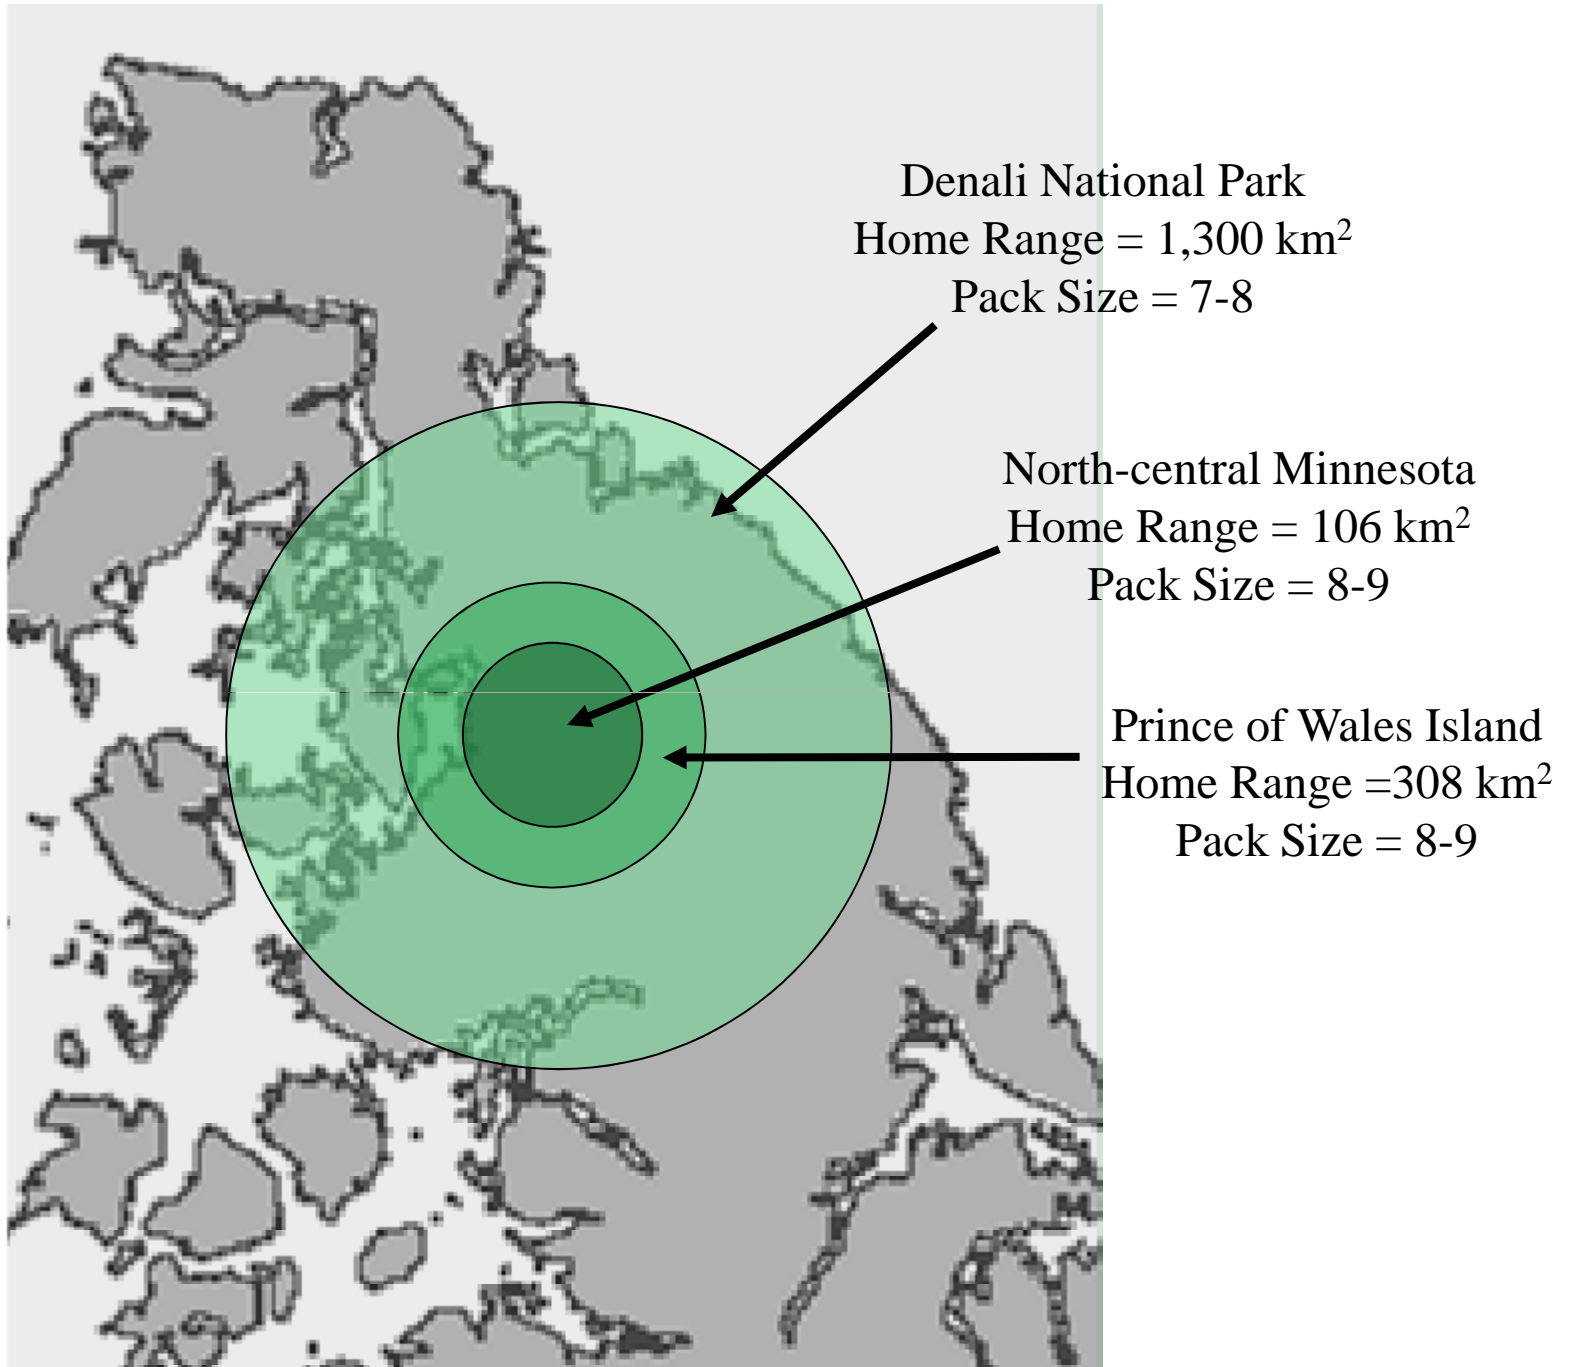 Denali National Park
Home Range = 1,300 km²
Pack Size = 7-8
North-central Minnesota
Home Range = 106 km²
Pack Size = 8-9
Prince of Wales Island
Home Range =308 km²
Pack Size = 8-9